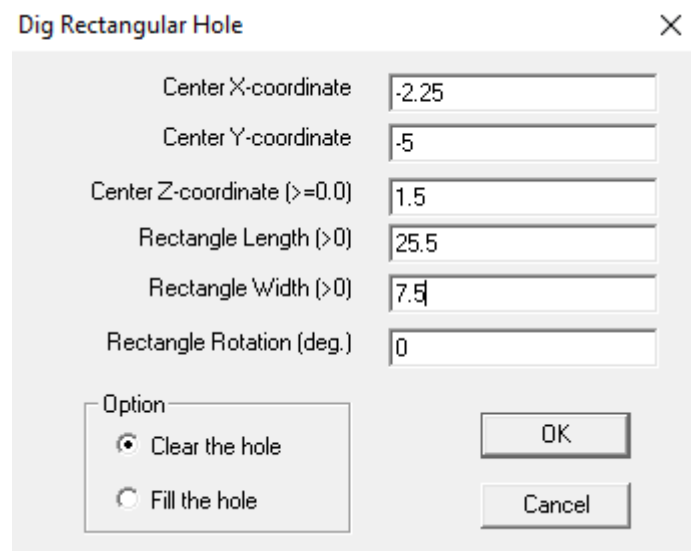 Dig Rectangular Hole
Center X-coordinate -2.25
Center Y-coordinate -5
Center Z-coordinate (>=0.0) 1.5
Rectangle Length (>0) 25.5
Rectangle Width (>0) 7.5
Rectangle Rotation (deg.) 0
Option
Clear the hole
Fill the hole
OK
Cancel